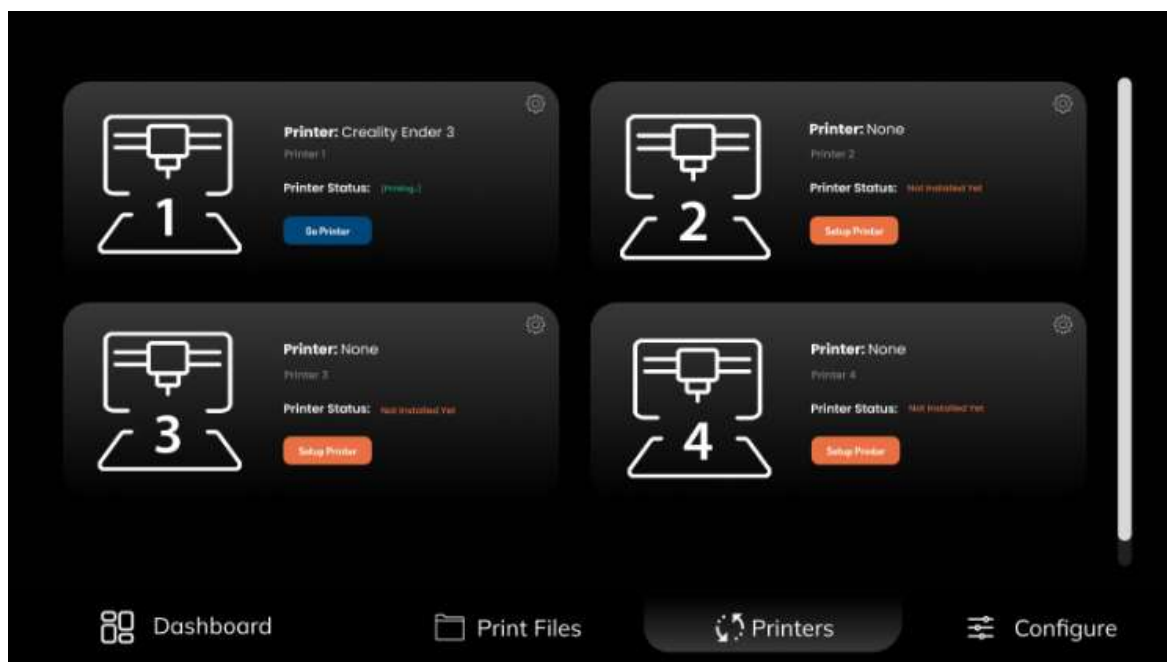 Printer: Creality Ender 3
Printer 1
Printer Status: (Printing..)
1
Go Printer
Printer: None
Printer 2
Printer Status: Not Installed Yet
2
Setup Printer
Printer: None
Printer 3
Printer Status: Not Installed Yet
3
Setup Printer
Printer: None
Printer 4
Printer Status: Not Installed Yet
4
Setup Printer
Dashboard
Print Files
Printers
Configure